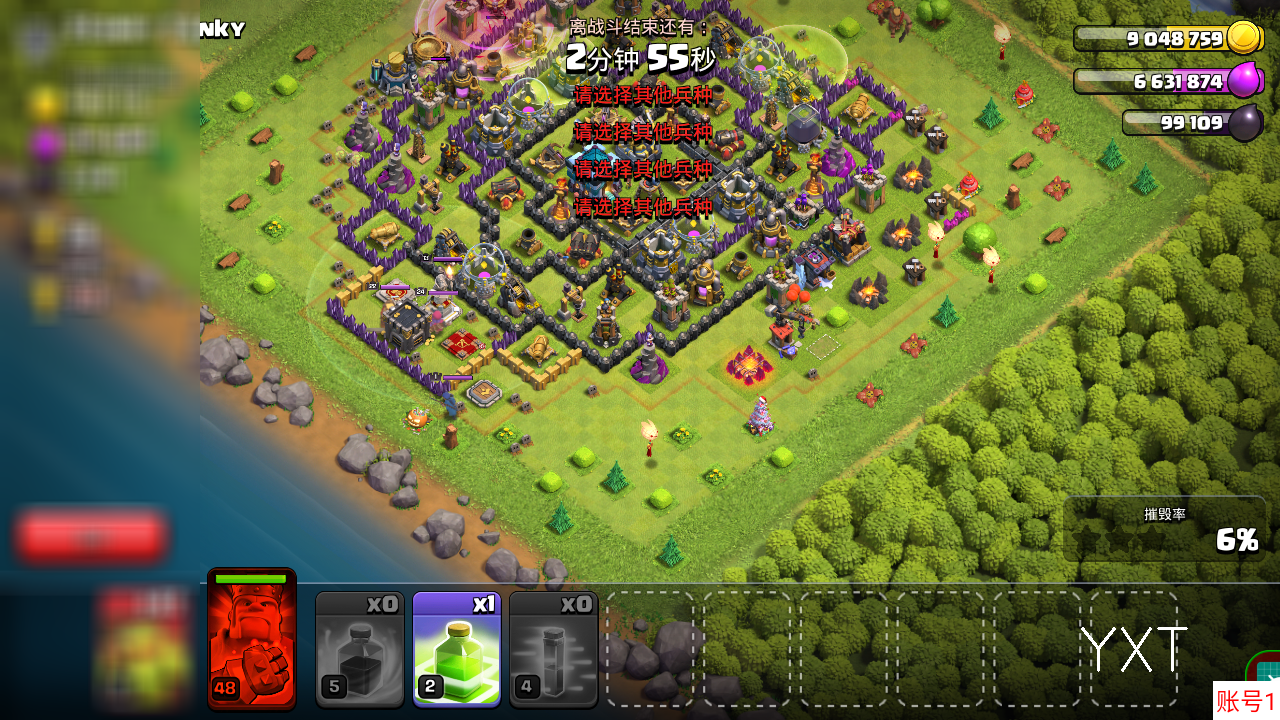 NKY
离战斗结束还有：
2分钟 55秒
请选择其他兵种
请选择其他兵种
请选择其他兵种
请选择其他兵种
9 048 759
6 631 874
99 109
摧毁率
6%
x0
x1
x0
48
5
2
4
YXT
账号1